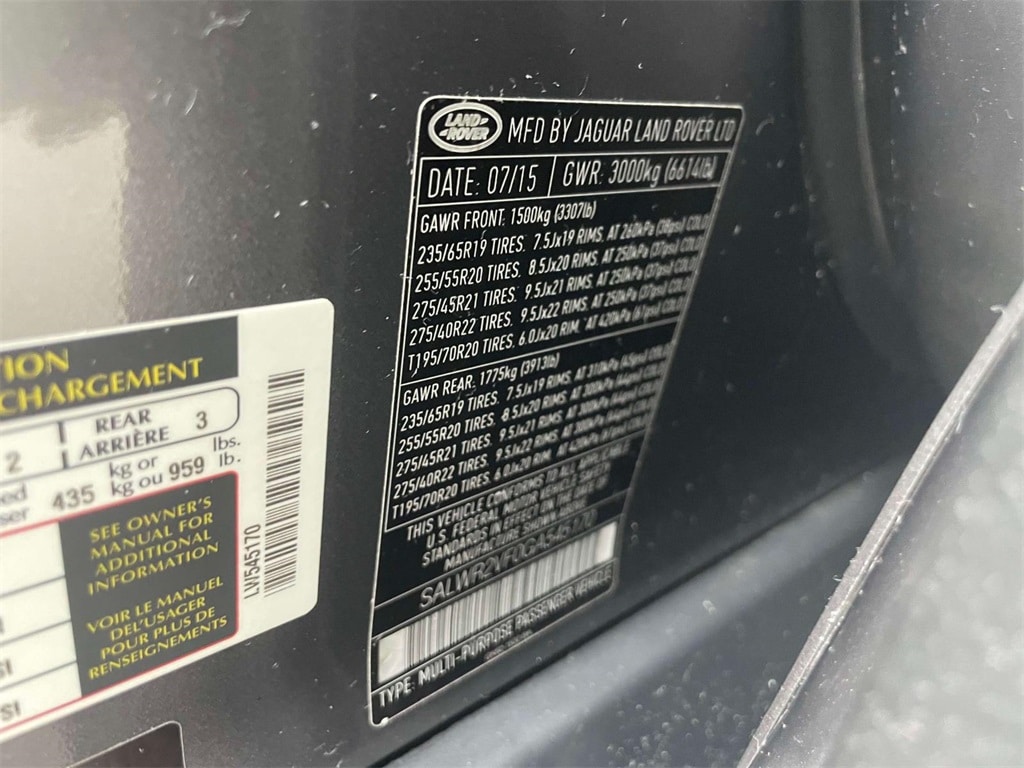 TION
CHARGEMENT
2 REAR 3
ARRIÈRE
435 kg or 959 lbs.
kg ou lb.
SEE OWNER'S
MANUAL FOR
ADDITIONAL
INFORMATION
VOIR LE MANUEL
DEL'USAGER
POUR PLUS DE
RENSEIGNEMENTS
LW545170
LAND
ROVER
MFD BY JAGUAR LAND ROVER LTD
DATE: 07/15 GWR: 3000kg (6614lb)
GAWR FRONT: 1500kg (3307lb)
235/65R19 TIRES. 7.5Jx19 RIMS. AT 260kPa (38psi) COLD
255/55R20 TIRES. 8.5Jx20 RIMS. AT 250kPa (37psi) COLD
275/45R21 TIRES. 9.5Jx21 RIMS. AT 250kPa (37psi) COLD
275/40R22 TIRES. 9.5Jx22 RIMS. AT 250kPa (37psi) COLD
T195/70R20 TIRES. 6.0Jx20 RIM. AT 420kPa (61psi) COLD
GAWR REAR: 1775kg (3913lb)
235/65R19 TIRES. 7.5Jx19 RIMS. AT 310kPa (45psi) COLD
255/55R20 TIRES. 8.5Jx20 RIMS. AT 300kPa (44psi) COLD
275/45R21 TIRES. 9.5Jx21 RIMS. AT 300kPa (44psi) COLD
275/40R22 TIRES. 9.5Jx22 RIMS. AT 300kPa (44psi) COLD
T195/70R20 TIRES. 6.0Jx20 RIM. AT 420kPa (61psi) COLD
THIS VEHICLE CONFORMS TO ALL APPLICABLE
U.S. FEDERAL MOTOR VEHICLE SAFETY
STANDARDS IN EFFECT ON THE DATE OF
MANUFACTURE SHOWN ABOVE
SALWR2VF0GA545170
TYPE: MULTI-PURPOSE PASSENGER VEHICLE